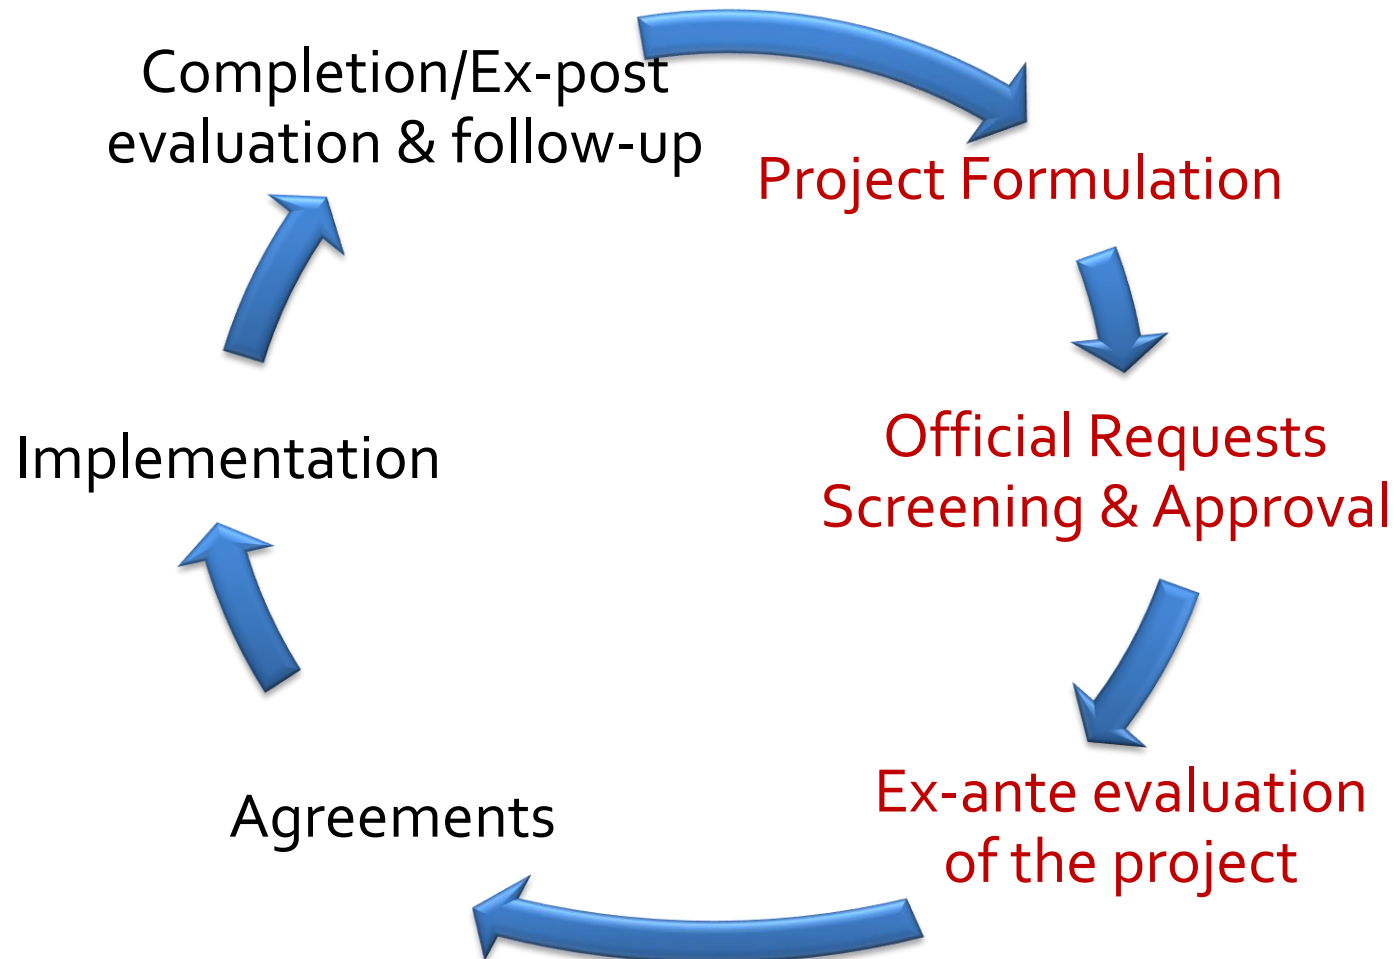 Completion/Ex-post
evaluation & follow-up
Project Formulation
Official Requests
Screening & Approval
Ex-ante evaluation
of the project
Agreements
Implementation